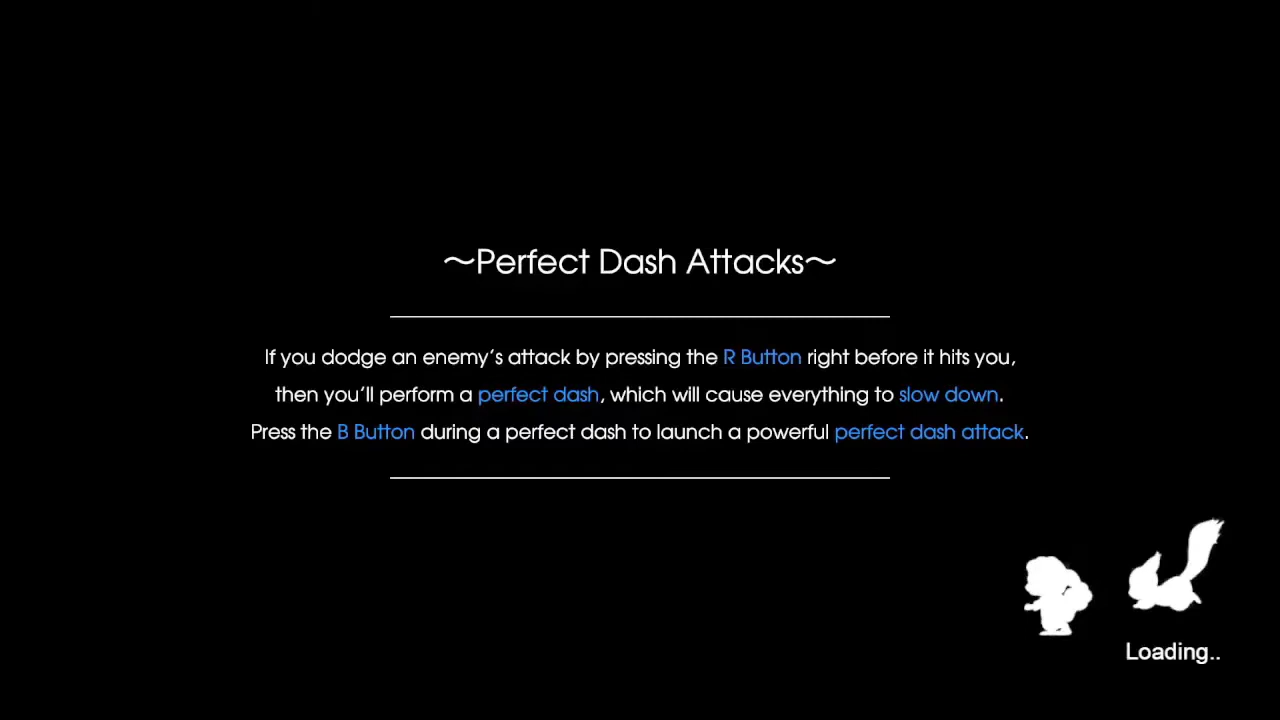 ～Perfect Dash Attacks～
If you dodge an enemy's attack by pressing the R Button right before it hits you,
then you'll perform a perfect dash, which will cause everything to slow down.
Press the B Button during a perfect dash to launch a powerful perfect dash attack.
Loading..